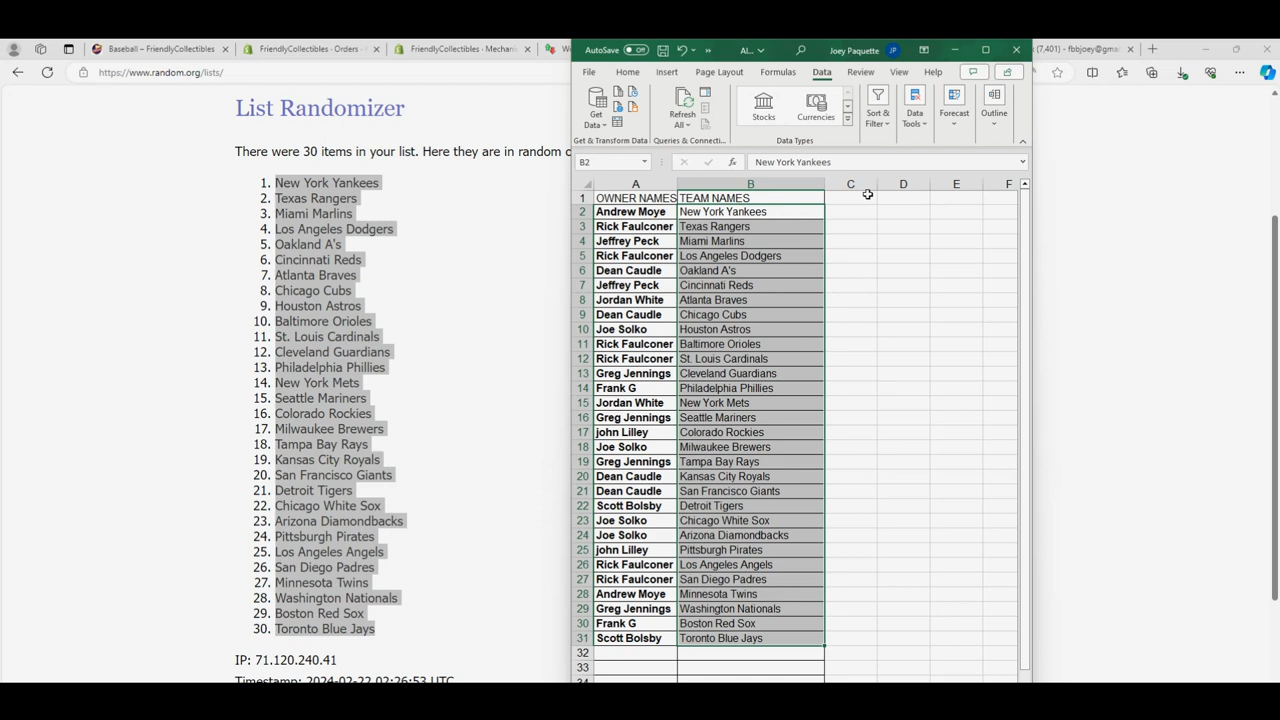 Baseball – FriendlyCollectibles
FriendlyCollectibles · Orders ·
FriendlyCollectibles · Mechani
AutoSave Off
AI...
Joey Paquette JP
(7,401) - fbbjoey@gma
https://www.random.org/lists/
File Home Insert Page Layout Formulas Data Review View Help
Get Data
Refresh All
Stocks
Currencies
Sort & Filter
Data Tools
Forecast
Outline
Get & Transform Data
Queries & Connecti...
Data Types
B2
fx
New York Yankees
List Randomizer
There were 30 items in your list. Here they are in random o
1. New York Yankees
2. Texas Rangers
3. Miami Marlins
4. Los Angeles Dodgers
5. Oakland A's
6. Cincinnati Reds
7. Atlanta Braves
8. Chicago Cubs
9. Houston Astros
10. Baltimore Orioles
11. St. Louis Cardinals
12. Cleveland Guardians
13. Philadelphia Phillies
14. New York Mets
15. Seattle Mariners
16. Colorado Rockies
17. Milwaukee Brewers
18. Tampa Bay Rays
19. Kansas City Royals
20. San Francisco Giants
21. Detroit Tigers
22. Chicago White Sox
23. Arizona Diamondbacks
24. Pittsburgh Pirates
25. Los Angeles Angels
26. San Diego Padres
27. Minnesota Twins
28. Washington Nationals
29. Boston Red Sox
30. Toronto Blue Jays
IP: 71.120.240.41
Timestamp: 2024-02-22 02:26:53 UTC
A B C D E F
1 OWNER NAMES TEAM NAMES
2 Andrew Moye New York Yankees
3 Rick Faulconer Texas Rangers
4 Jeffrey Peck Miami Marlins
5 Rick Faulconer Los Angeles Dodgers
6 Dean Caudle Oakland A's
7 Jeffrey Peck Cincinnati Reds
8 Jordan White Atlanta Braves
9 Dean Caudle Chicago Cubs
10 Joe Solko Houston Astros
11 Rick Faulconer Baltimore Orioles
12 Rick Faulconer St. Louis Cardinals
13 Greg Jennings Cleveland Guardians
14 Frank G Philadelphia Phillies
15 Jordan White New York Mets
16 Greg Jennings Seattle Mariners
17 john Lilley Colorado Rockies
18 Joe Solko Milwaukee Brewers
19 Greg Jennings Tampa Bay Rays
20 Dean Caudle Kansas City Royals
21 Dean Caudle San Francisco Giants
22 Scott Bolsby Detroit Tigers
23 Joe Solko Chicago White Sox
24 Joe Solko Arizona Diamondbacks
25 john Lilley Pittsburgh Pirates
26 Rick Faulconer Los Angeles Angels
27 Rick Faulconer San Diego Padres
28 Andrew Moye Minnesota Twins
29 Greg Jennings Washington Nationals
30 Frank G Boston Red Sox
31 Scott Bolsby Toronto Blue Jays
32
33
34